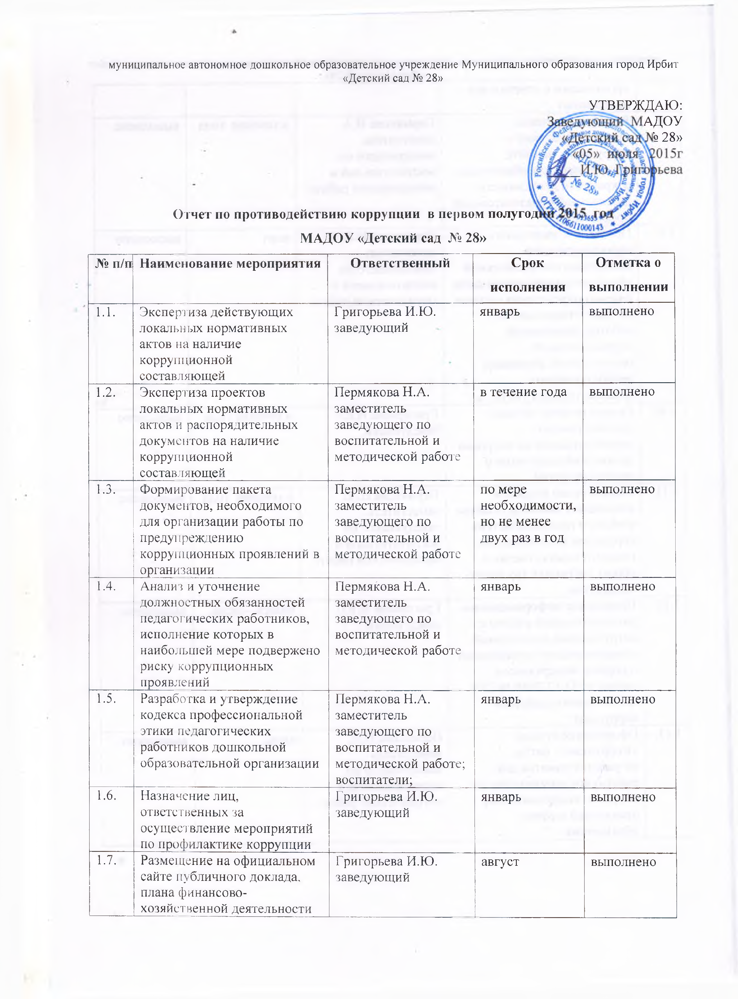 муниципальное автономное дошкольное образовательное учреждение Муниципального образования город Ирбит
«Детский сад № 28»
УТВЕРЖДАЮ:
Заведующий МАДОУ
«Детский сад № 28»
«05» июля 2015г
____ И.Ю. Григорьева
«Детский
сад
№ 28»
Отчет по противодействию коррупции в первом полугодии 2015 год
МАДОУ «Детский сад № 28»
№ п/п Наименование мероприятия Ответственный Срок исполнения Отметка о выполнении
1.1.
Экспертиза действующих
локальных нормативных
актов на наличие
коррупционной
составляющей
Григорьева И.Ю.
заведующий
январь
выполнено
1.2.
Экспертиза проектов
локальных нормативных
актов и распорядительных
документов на наличие
коррупционной
составляющей
Пермякова Н.А.
заместитель
заведующего по
воспитательной и
методической работе
в течение года
выполнено
1.3.
Формирование пакета
документов, необходимого
для организации работы по
предупреждению
коррупционных проявлений в
организации
Пермякова Н.А.
заместитель
заведующего по
воспитательной и
методической работе
по мере
необходимости,
но не менее
двух раз в год
выполнено
1.4.
Анализ и уточнение
должностных обязанностей
педагогических работников,
исполнение которых в
наибольшей мере подвержено
риску коррупционных
проявлений
Пермякова Н.А.
заместитель
заведующего по
воспитательной и
методической работе
январь
выполнено
1.5.
Разработка и утверждение
кодекса профессиональной
этики педагогических
работников дошкольной
образовательной организации
Пермякова Н.А.
заместитель
заведующего по
воспитательной и
методической работе;
воспитатели;
январь
выполнено
1.6.
Назначение лиц,
ответственных за
осуществление мероприятий
по профилактике коррупции
Григорьева И.Ю.
заведующий
январь
выполнено
1.7.
Размещение на официальном
сайте публичного доклада.
плана финансово-
хозяйственной деятельности
Григорьева И.Ю.
заведующий
август
выполнено